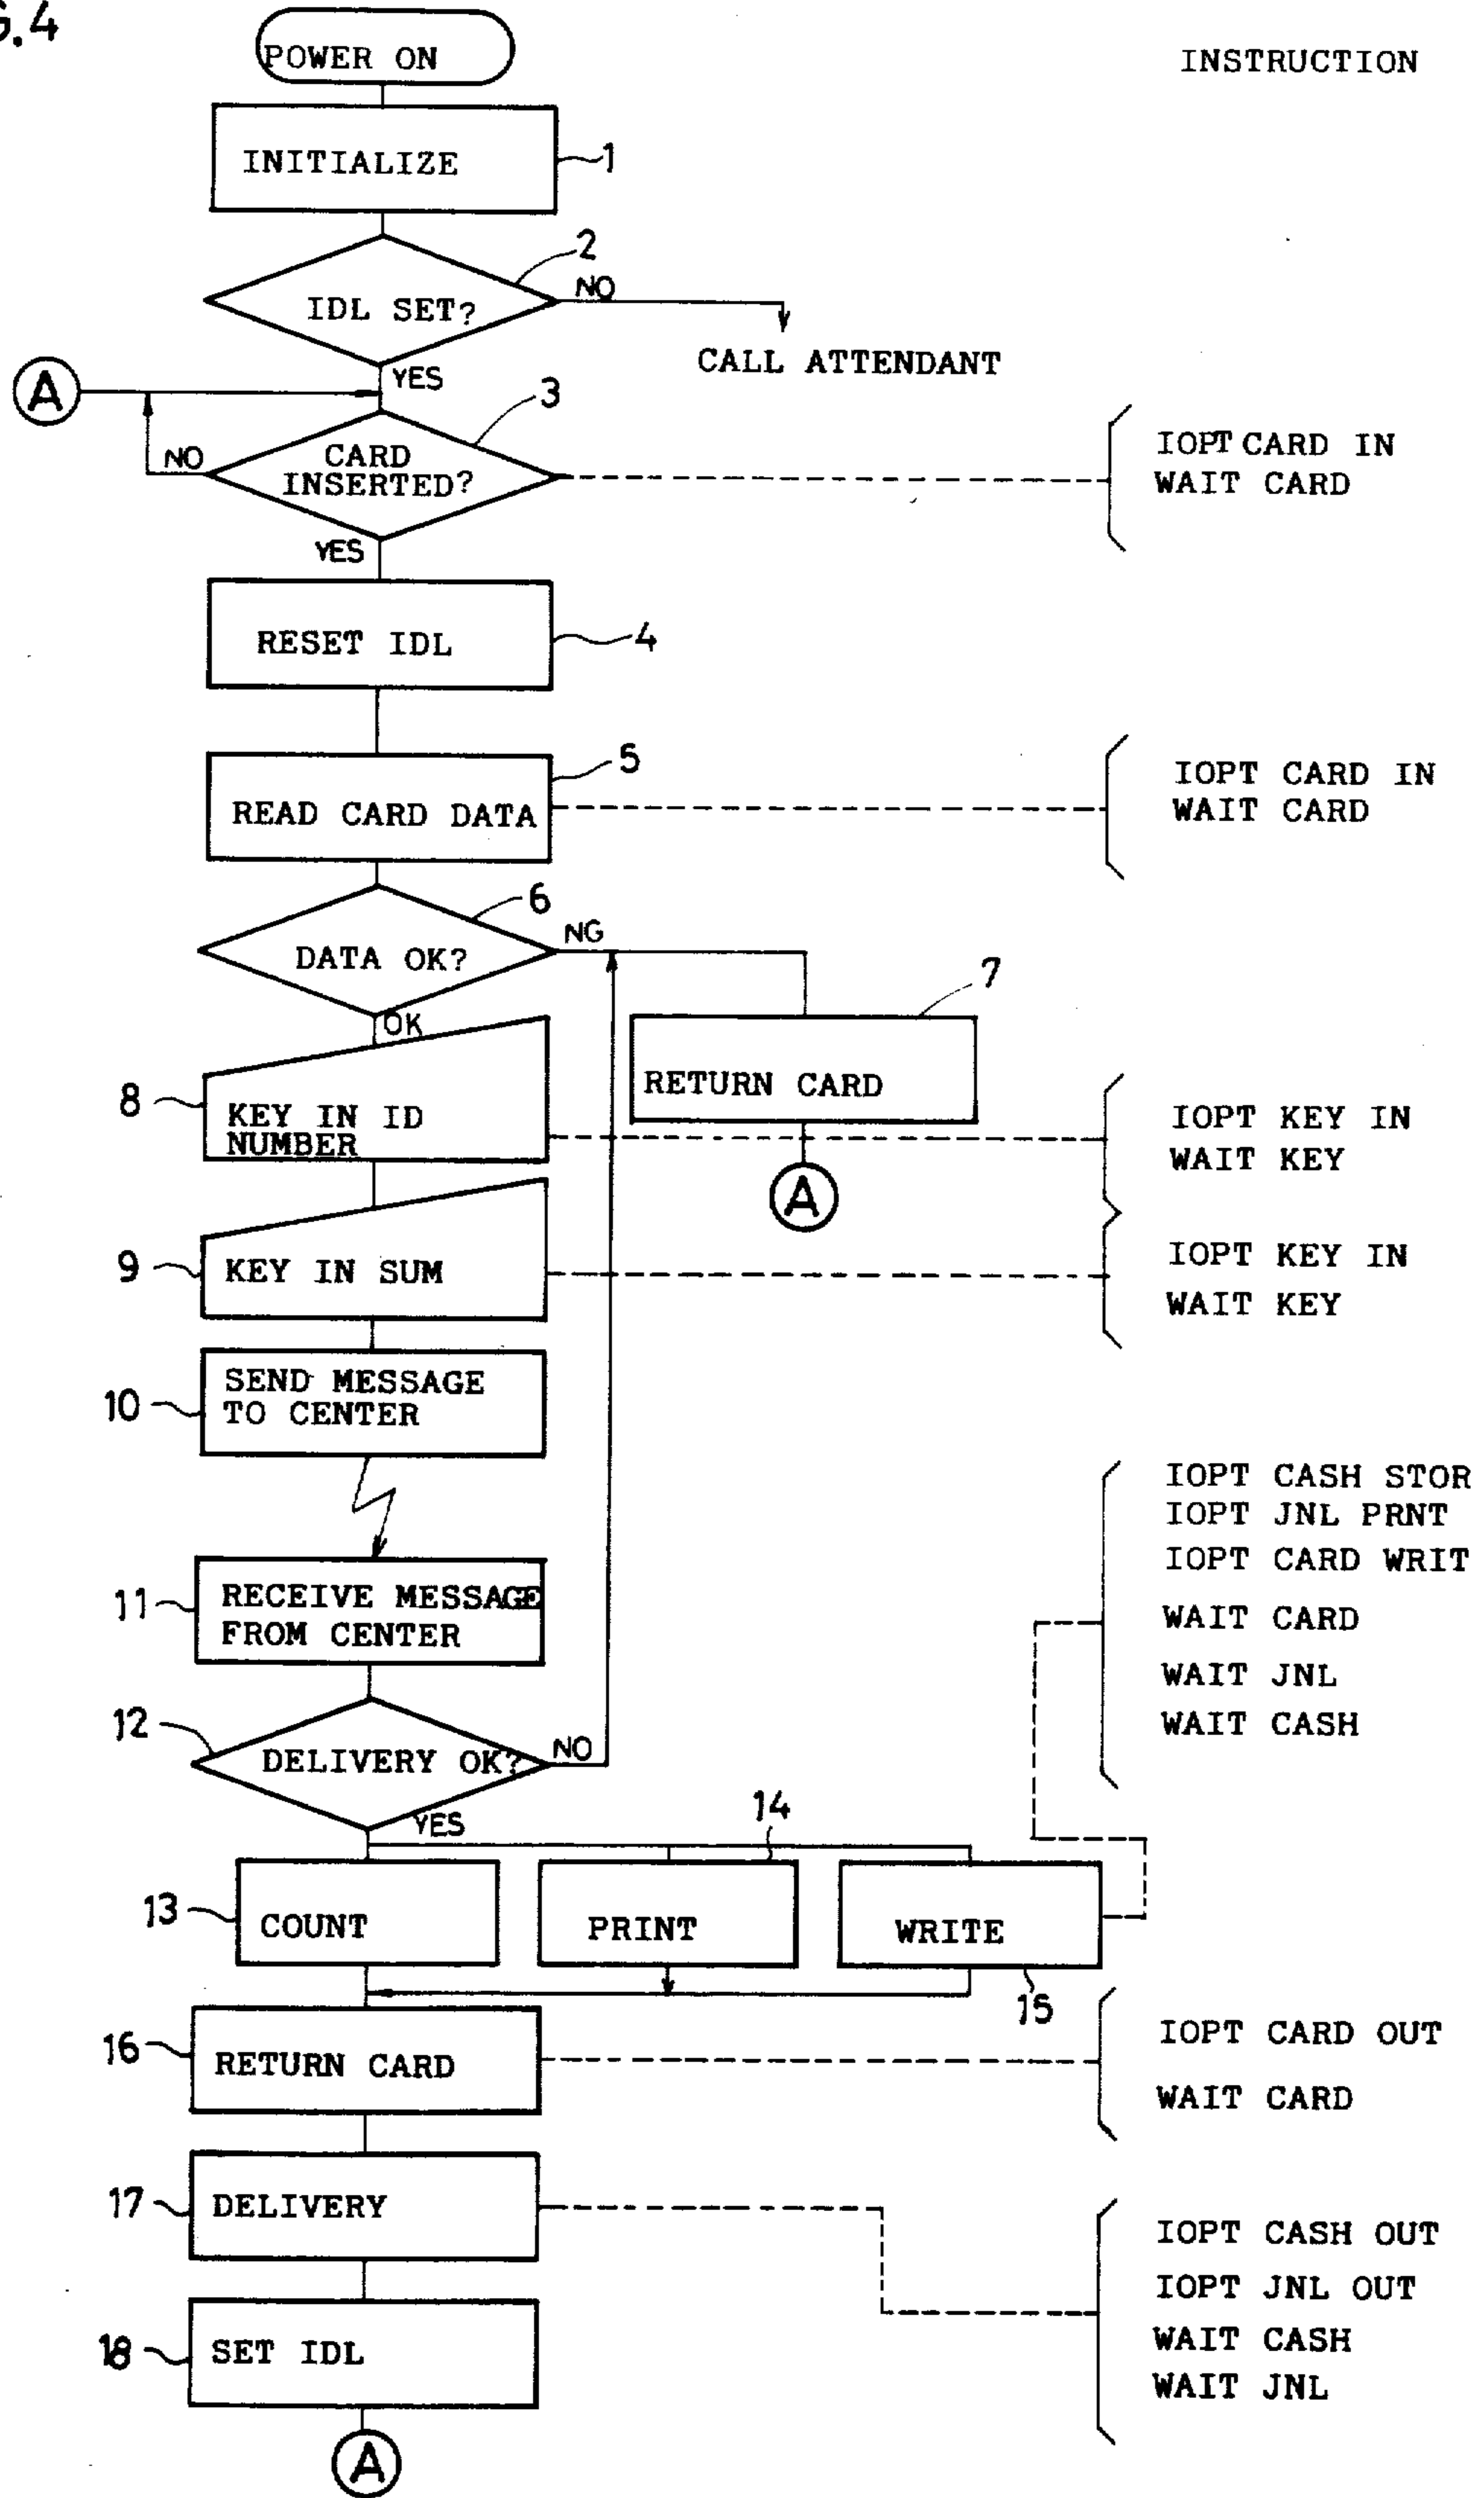 G.4
POWER ON
INSTRUCTION
INITIALIZE
1
2
IDL SET?
NO
CALL ATTENDANT
YES
A
3
CARD
INSERTED?
NO
IOPT CARD IN
WAIT CARD
YES
RESET IDL
4
5
READ CARD DATA
IOPT CARD IN
WAIT CARD
6
DATA OK?
NG
OK
7
RETURN CARD
A
8
KEY IN ID
NUMBER
IOPT KEY IN
WAIT KEY
9
KEY IN SUM
IOPT KEY IN
WAIT KEY
10
SEND MESSAGE
TO CENTER
11
RECEIVE MESSAGE
FROM CENTER
IOPT CASH STOR
IOPT JNL PRNT
IOPT CARD WRIT
WAIT CARD
WAIT JNL
WAIT CASH
12
DELIVERY OK?
NO
YES
13
COUNT
14
PRINT
WRITE
15
16
RETURN CARD
IOPT CARD OUT
WAIT CARD
17
DELIVERY
IOPT CASH OUT
IOPT JNL OUT
WAIT CASH
WAIT JNL
18
SET IDL
A